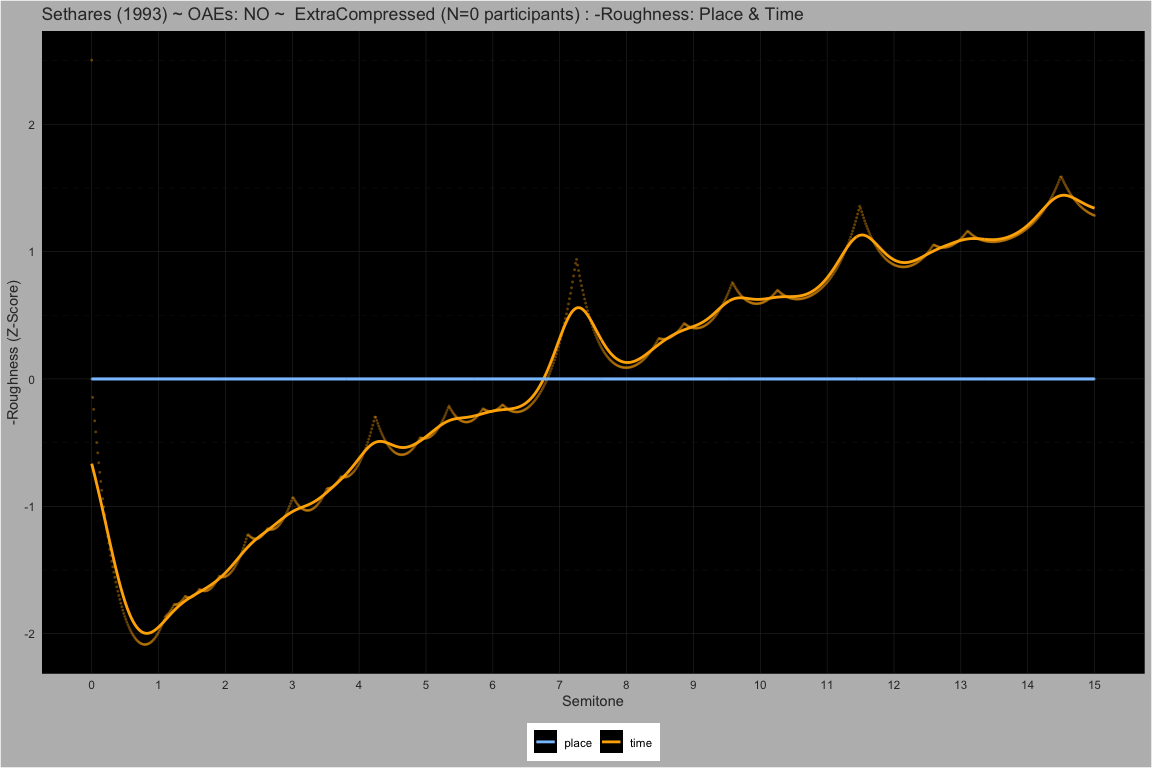 Sethares (1993) ~ OAEs: NO ~  ExtraCompressed (N=0 participants) : -Roughness: Place & Time
-Roughness (Z-Score)
2
1
0
-1
-2
0 1 2 3 4 5 6 7 8 9 10 11 12 13 14 15
Semitone
place time